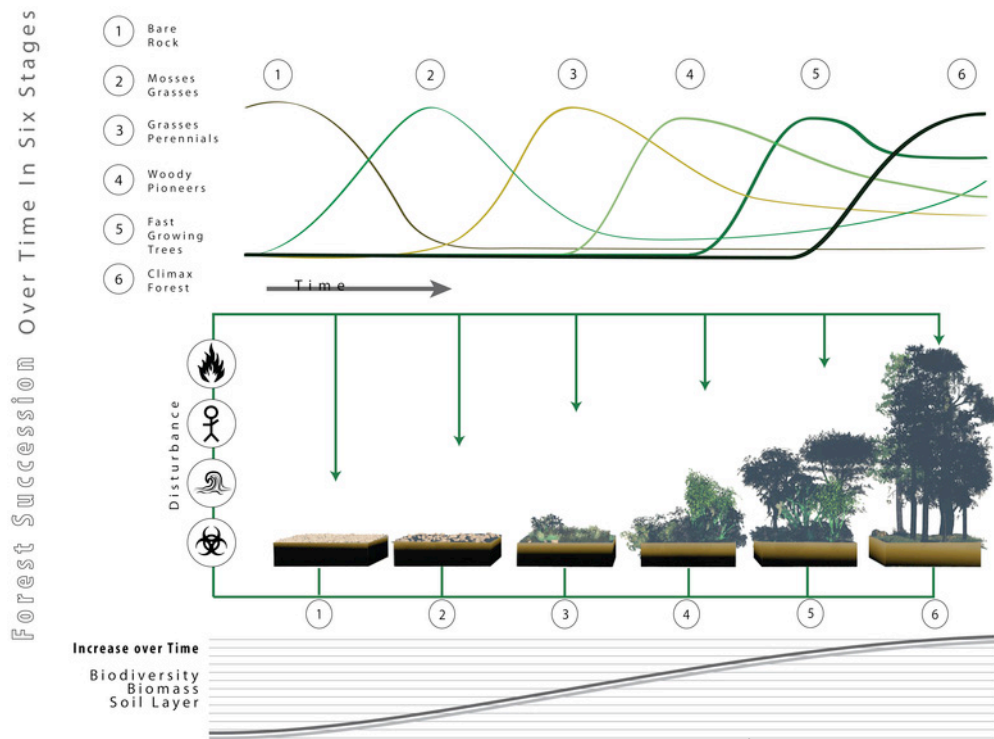 Forest Succession Over Time In Six Stages
1
Bare
Rock
2
Mosses
Grasses
3
Grasses
Perennials
4
Woody
Pioneers
5
Fast
Growing
Trees
6
Climax
Forest
1 2 3 4 5 6
Time
Disturbance
1 2 3 4 5 6
Increase over Time
Biodiversity
Biomass
Soil Layer